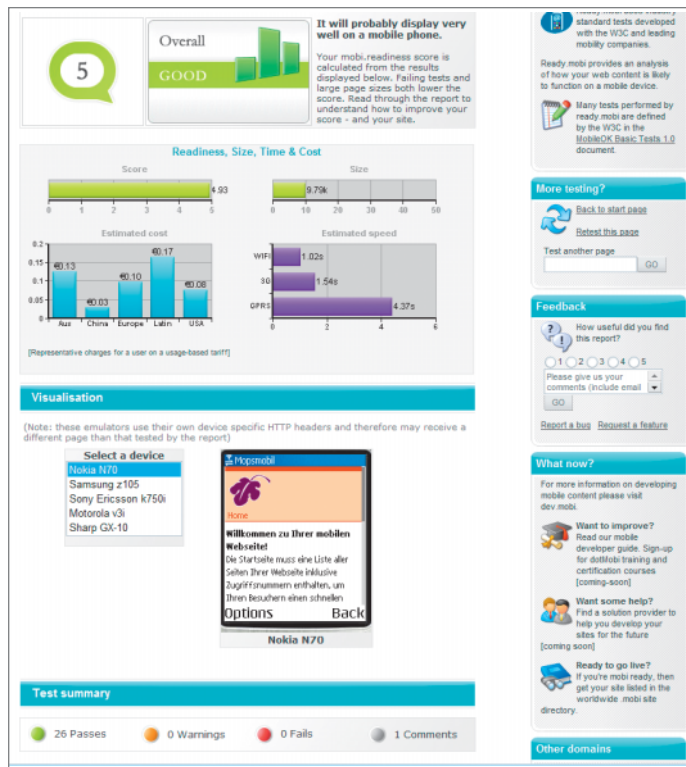 5
Overall
GOOD
It will probably display very
well on a mobile phone.
Your mobi.readiness score is
calculated from the results
displayed below. Failing tests and
large page sizes both lower the
score. Read through the report to
understand how to improve your
score - and your site.
Readiness, Size, Time & Cost
Score
4.93
0 1 2 3 4 5
Size
9.79k
0 10 20 30 40 50
Estimated cost
0.2
0.15
0.1
0.05
0
€0.13
€0.03
€0.10
€0.17
€0.08
Aus China Europe Latin USA
Estimated speed
WIFI 1.02s
3G 1.54s
GPRS 4.37s
0 2 4 6
[Representative charges for a user on a usage-based tariff]
Visualisation
(Note: these emulators use their own device specific HTTP headers and therefore may receive a
different page than that tested by the report)
Select a device
Nokia N70
Samsung z105
Sony Ericsson k750i
Motorola v3i
Sharp GX-10
Mopsmobil
Home
Willkommen zu Ihrer mobilen
Webseite!
Die Startseite muss eine Liste aller
Seiten Ihrer Webseite inklusive
Zugriffsnummern enthalten, um
Ihren Besuchern einen schnellen
Options Back
Nokia N70
Test summary
26 Passes
0 Warnings
0 Fails
1 Comments
standard tests developed
with the W3C and leading
mobility companies.
Ready.mobi provides an analysis
of how your web content is likely
to function on a mobile device.
Many tests performed by
ready.mobi are defined
by the W3C in the
MobileOK Basic Tests 1.0
document.
More testing?
Back to start page
Retest this page
Test another page
GO
Feedback
How useful did you find
this report?
1 2 3 4 5
Please give us your
comments (include email
GO
Report a bug Request a feature
What now?
For more information on developing
mobile content please visit
dev.mobi.
Want to improve?
Read our mobile
developer guide. Sign-up
for dotMobi training and
certification courses
[coming-soon]
Want some help?
Find a solution provider to
help you develop your
sites for the future
[coming soon]
Ready to go live?
If you're mobi ready, then
get your site listed in the
worldwide .mobi site
directory.
Other domains